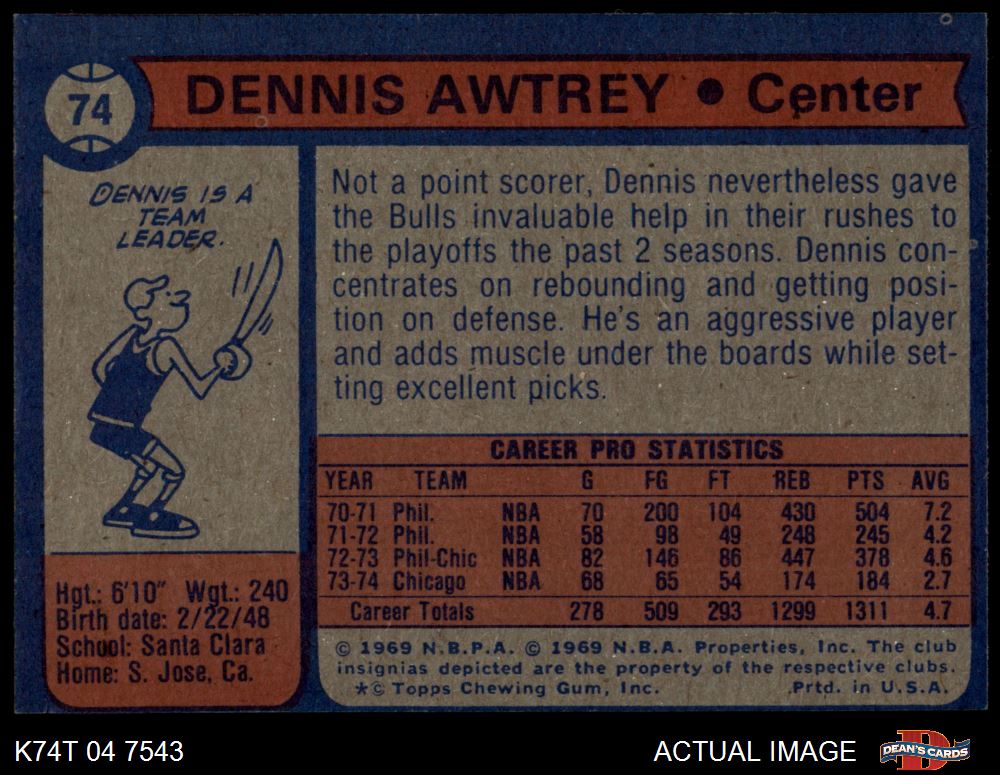 74
DENNIS AWTREY • Center
DENNIS IS A
TEAM
LEADER.
Not a point scorer, Dennis nevertheless gave
the Bulls invaluable help in their rushes to
the playoffs the past 2 seasons. Dennis con-
centrates on rebounding and getting posi-
tion on defense. He's an aggressive player
and adds muscle under the boards while set-
ting excellent picks.
CAREER PRO STATISTICS
YEAR TEAM G FG FT REB PTS AVG
70-71 Phil. NBA 70 200 104 430 504 7.2
71-72 Phil. NBA 58 98 49 248 245 4.2
72-73 Phil-Chic NBA 82 146 86 447 378 4.6
73-74 Chicago NBA 68 65 54 174 184 2.7
Career Totals 278 509 293 1299 1311 4.7
Hgt.: 6'10" Wgt.: 240
Birth date: 2/22/48
School: Santa Clara
Home: S. Jose, Ca.
© 1969 N.B.P.A. © 1969 N.B.A. Properties, Inc. The club
insignias depicted are the property of the respective clubs.
*© Topps Chewing Gum, Inc. Prtd. in U.S.A.
K74T 04 7543
ACTUAL IMAGE
D
DEAN'S CARDS